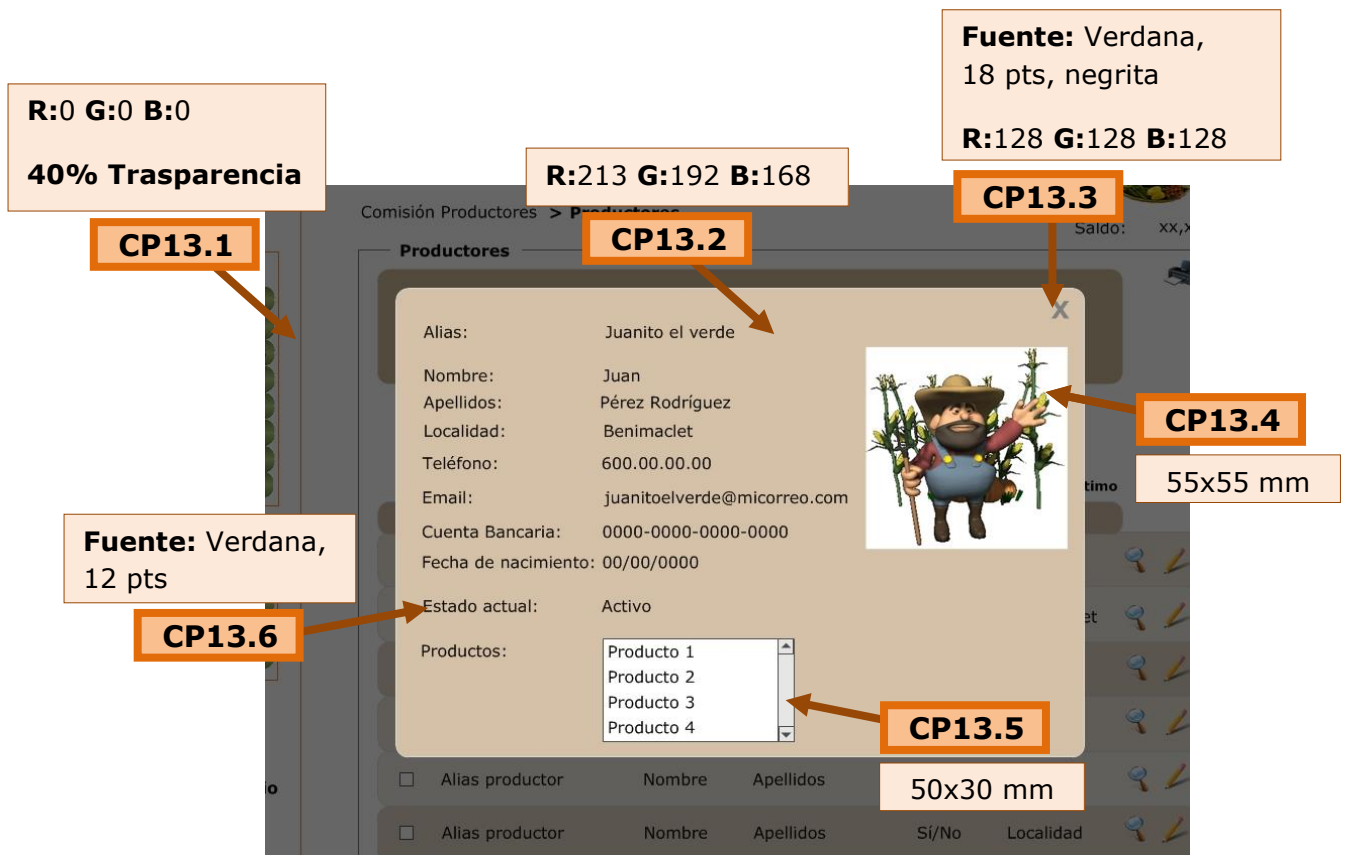 Fuente: Verdana,
18 pts, negrita
R:128 G:128 B:128
R:0 G:0 B:0
40% Trasparencia
R:213 G:192 B:168
CP13.3
CP13.1
CP13.2
Comisión Productores > Productores
Saldo: xx,x
Productores
X
Alias: Juanito el verde
Nombre: Juan
Apellidos: Pérez Rodríguez
Localidad: Benimaclet
Teléfono: 600.00.00.00
Email: juanitoelverde@micorreo.com
Cuenta Bancaria: 0000-0000-0000-0000
Fecha de nacimiento: 00/00/0000
CP13.4
55x55 mm
timo
Fuente: Verdana,
12 pts
CP13.6
Estado actual: Activo
et
Productos:
Producto 1
Producto 2
Producto 3
Producto 4
CP13.5
50x30 mm
io
Alias productor Nombre Apellidos
Alias productor Nombre Apellidos Sí/No Localidad